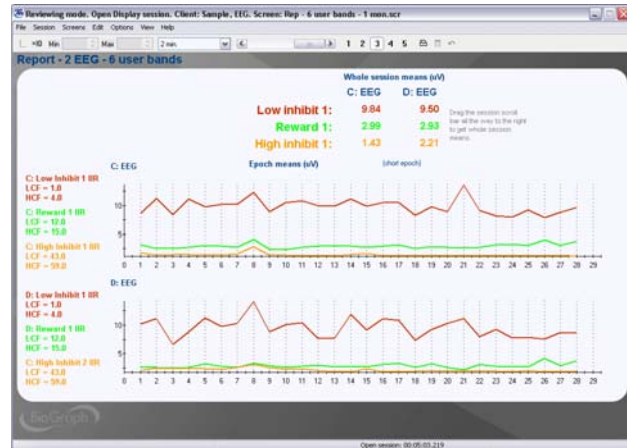 Reviewing mode. Open Display session. Client: Sample, EEG. Screen: Rep - 6 user bands - 1 mon.scr
File Session Screens Edit Options View Help
Min Max 2 min 1 2 3 4 5
Report - 2 EEG - 6 user bands
Whole session means (uV)
C: EEG D: EEG
Low inhibit 1: 9.84 9.50
Reward 1: 2.99 2.93
High inhibit 1: 1.43 2.21
Drag the session scroll
bar all the way to the right
to get whole session
means.
C: EEG Epoch means (uV) (short epoch)
C: Low Inhibit 1 IIR
LCF = 1.0
HCF = 4.0
C: Reward 1 IIR
LCF = 12.0
HCF = 15.0
C: High Inhibit 1 IIR
LCF = 43.0
HCF = 59.0
10
5
0 1 2 3 4 5 6 7 8 9 10 11 12 13 14 15 16 17 18 19 20 21 22 23 24 25 26 27 28 29
D: EEG
D: Low Inhibit 1 IIR
LCF = 1.0
HCF = 4.0
D: Reward 1 IIR
LCF = 12.0
HCF = 15.0
C: High Inhibit 2 IIR
LCF = 43.0
HCF = 59.0
10
5
0 1 2 3 4 5 6 7 8 9 10 11 12 13 14 15 16 17 18 19 20 21 22 23 24 25 26 27 28 29
BioGraph
Open session: 00:05:03.219